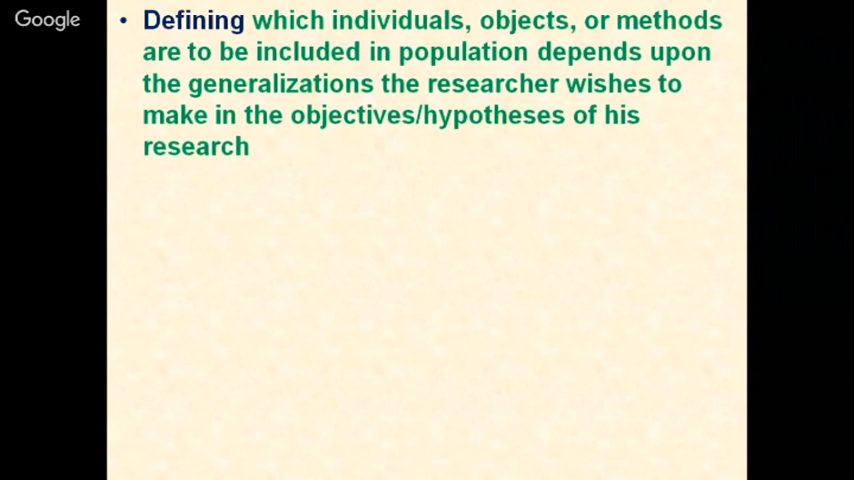 Google
• Defining which individuals, objects, or methods
are to be included in population depends upon
the generalizations the researcher wishes to
make in the objectives/hypotheses of his
research